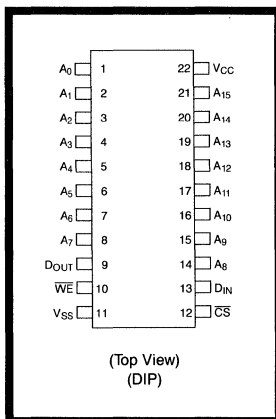 A0 1 22 VCC
A1 2 21 A15
A2 3 20 A14
A3 4 19 A13
A4 5 18 A12
A5 6 17 A11
A6 7 16 A10
A7 8 15 A9
DOUT 9 14 A8
W̅E̅ 10 13 DIN
VSS 11 12 C̅S̅
(Top View)
(DIP)